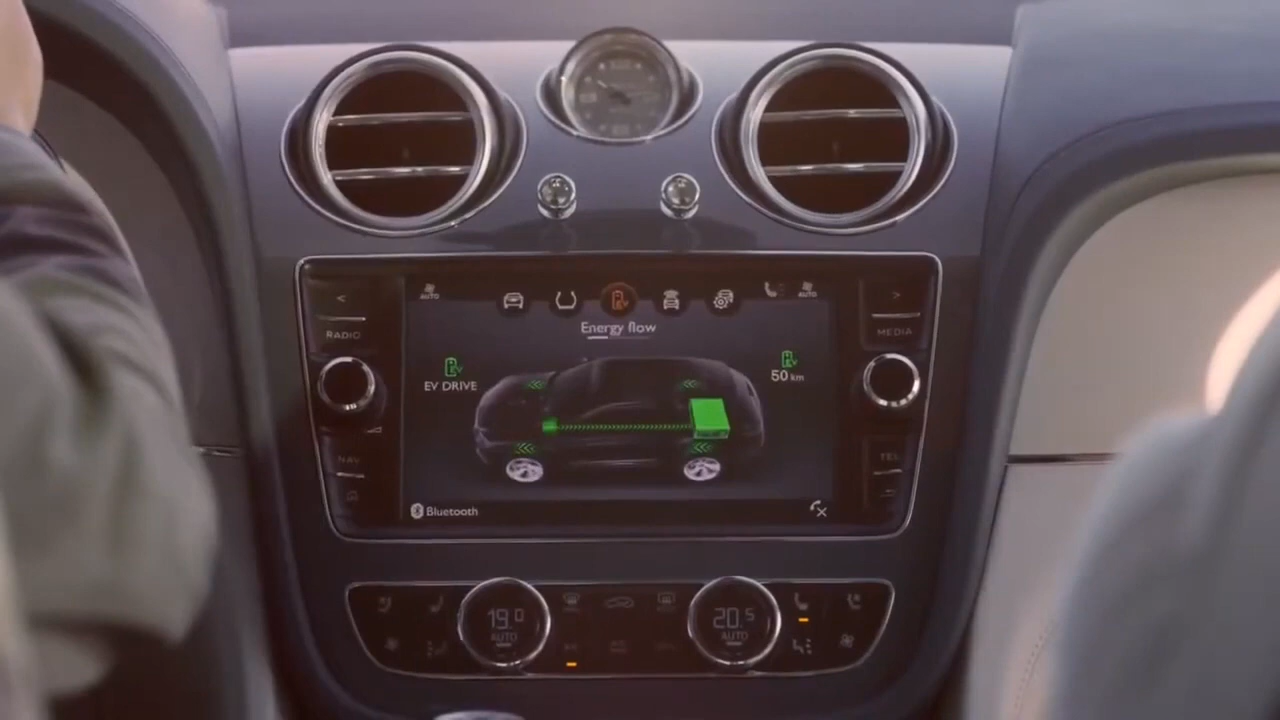 AUTO
AUTO
<
>
Energy flow
RADIO
MEDIA
EV DRIVE
50 km
NAV
TEL
Bluetooth
19.0
20.5
AUTO
AUTO